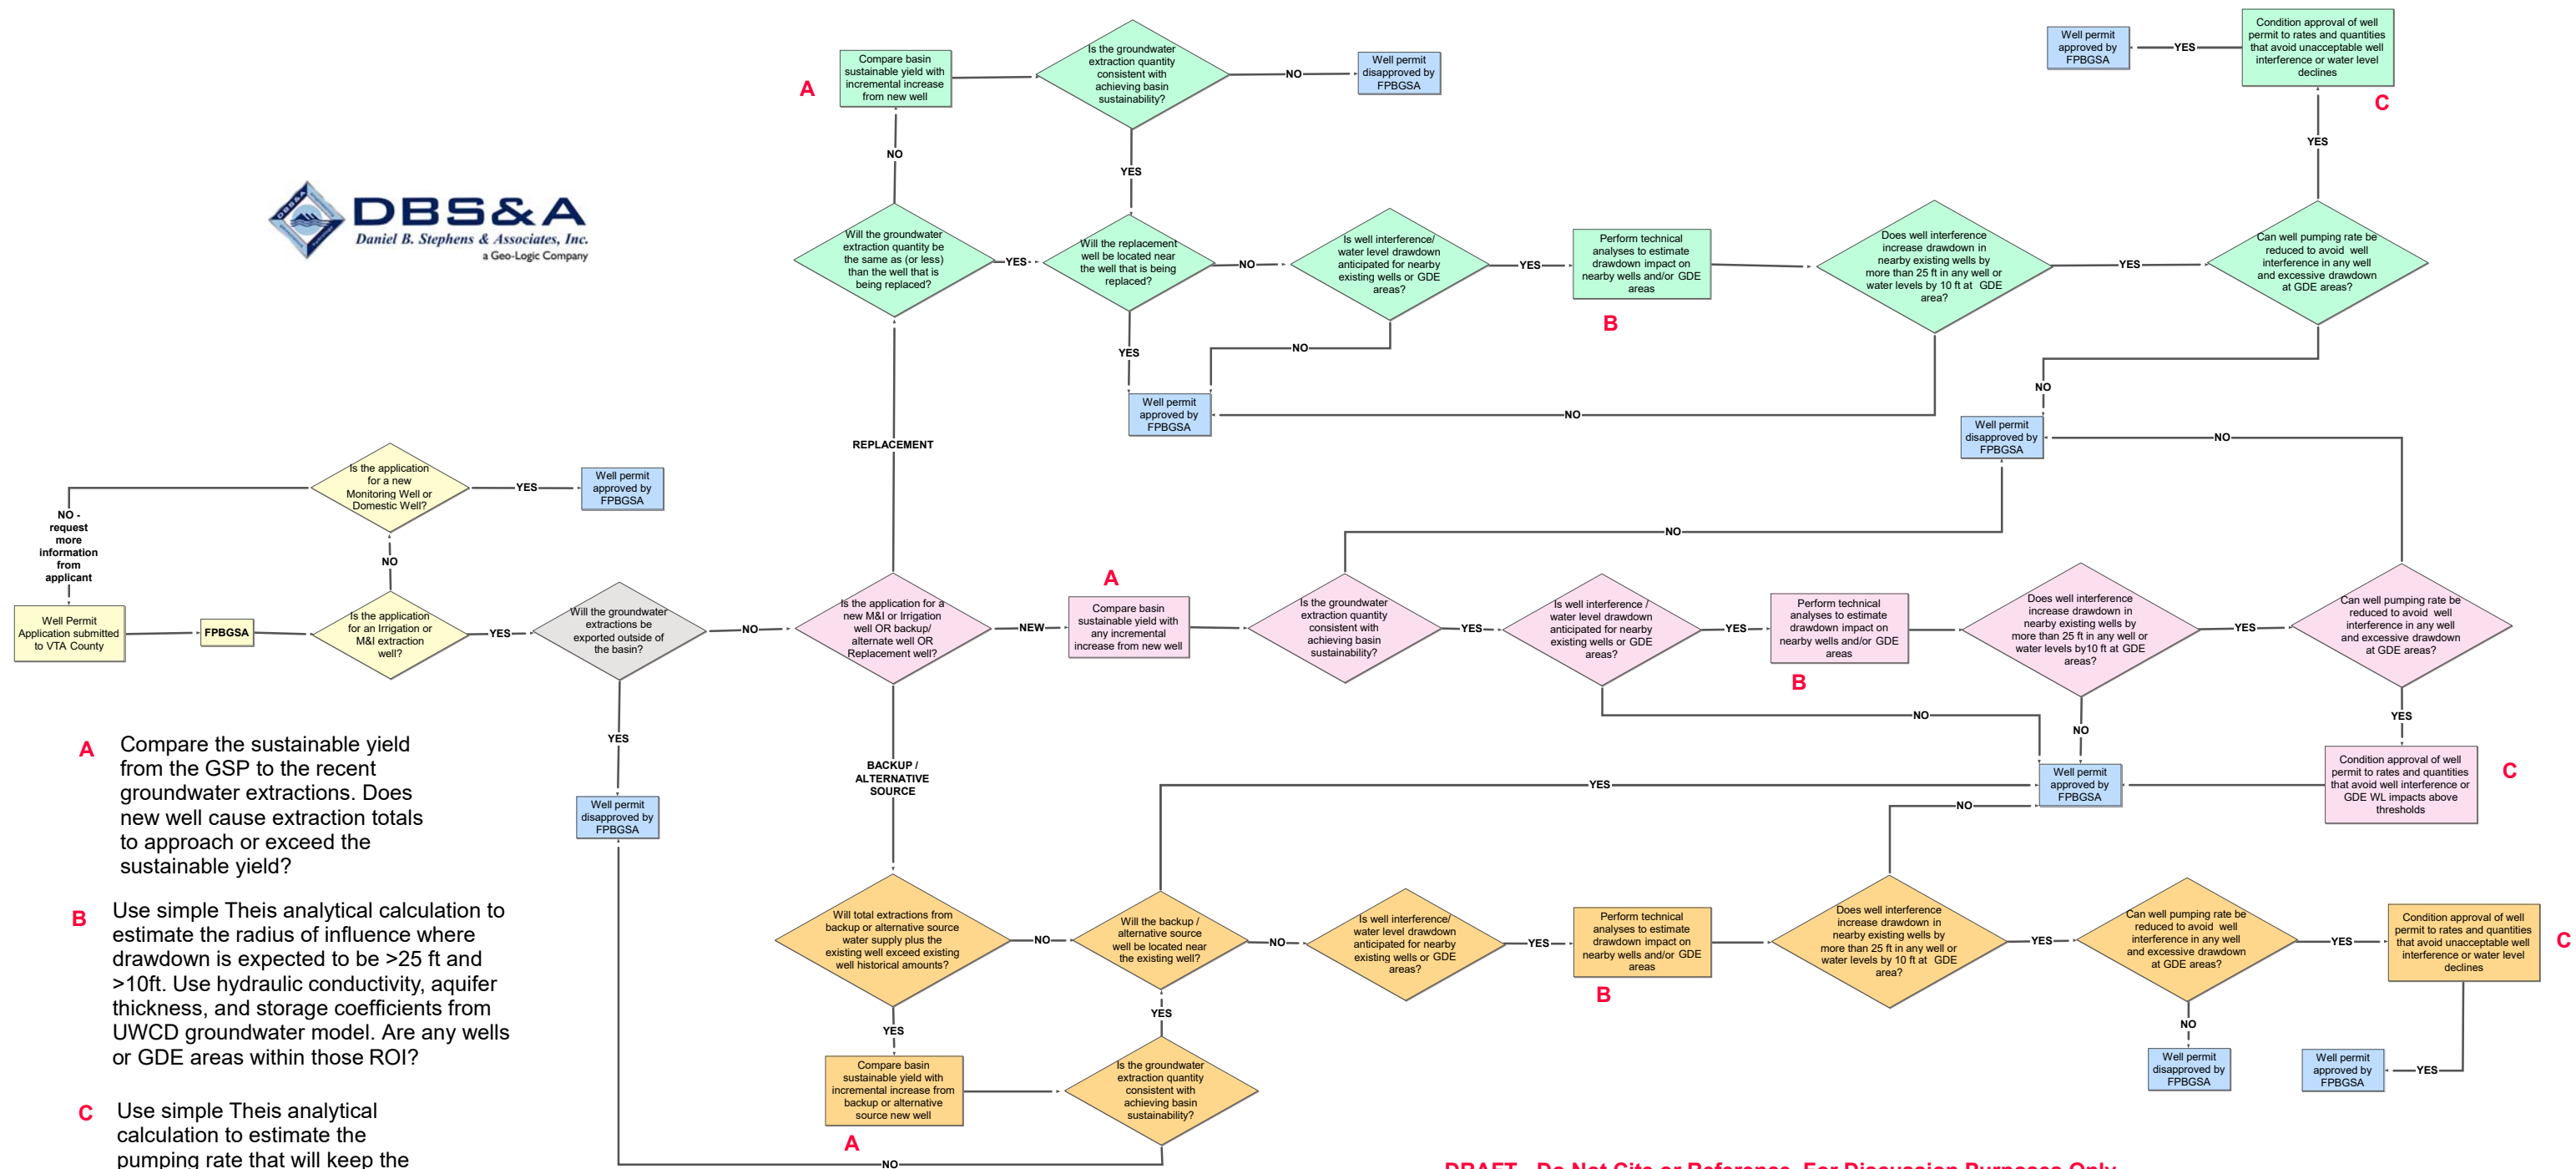 Compare basin
sustainable yield with
incremental increase
from new well
A
Is the groundwater
extraction quantity
consistent with
achieving basin
sustainability?
NO
Well permit
disapproved by
FPBGSA
Well permit
approved by
FPBGSA
YES
Condition approval of well
permit to rates and quantities
that avoid unacceptable well
interference or water level
declines
C
NO
YES
YES
DBS&A
Daniel B. Stephens & Associates, Inc.
a Geo-Logic Company
Will the groundwater
extraction quantity be
the same as (or less)
than the well that is
being replaced?
YES
Will the replacement
well be located near
the well that is being
replaced?
NO
Is well interference/
water level drawdown
anticipated for nearby
existing wells or GDE
areas?
YES
Perform technical
analyses to estimate
drawdown impact on
nearby wells and/or GDE
areas
B
Does well interference
increase drawdown in
nearby existing wells by
more than 25 ft in any well or
water levels by 10 ft at GDE
area?
YES
Can well pumping rate be
reduced to avoid well
interference in any well
and excessive drawdown
at GDE areas?
YES
NO
NO
Well permit
approved by
FPBGSA
NO
NO
Well permit
disapproved by
FPBGSA
NO
REPLACEMENT
Is the application
for a new
Monitoring Well or
Domestic Well?
YES
Well permit
approved by
FPBGSA
NO -
request
more
information
from
applicant
NO
Well Permit
Application submitted
to VTA County
FPBGSA
Is the application
for an Irrigation or
M&I extraction
well?
YES
Will the groundwater
extractions be
exported outside of
the basin?
NO
Is the application for a
new M&I or Irrigation
well OR backup/
alternate well OR
Replacement well?
NEW
A
Compare basin
sustainable yield with
any incremental
increase from new well
Is the groundwater
extraction quantity
consistent with
achieving basin
sustainability?
NO
YES
Is well interference /
water level drawdown
anticipated for nearby
existing wells or GDE
areas?
YES
Perform technical
analyses to estimate
drawdown impact on
nearby wells and/or GDE
areas
B
Does well interference
increase drawdown in
nearby existing wells by
more than 25 ft in any well or
water levels by10 ft at GDE
areas?
YES
Can well pumping rate be
reduced to avoid well
interference in any well
and excessive drawdown
at GDE areas?
NO
NO
YES
YES
Well permit
disapproved by
FPBGSA
BACKUP /
ALTERNATIVE
SOURCE
YES
Well permit
approved by
FPBGSA
Condition approval of well
permit to rates and quantities
that avoid well interference or
GDE WL impacts above
thresholds
C
NO
A Compare the sustainable yield
from the GSP to the recent
groundwater extractions. Does
new well cause extraction totals
to approach or exceed the
sustainable yield?
B Use simple Theis analytical calculation to
estimate the radius of influence where
drawdown is expected to be >25 ft and
>10ft. Use hydraulic conductivity, aquifer
thickness, and storage coefficients from
UWCD groundwater model. Are any wells
or GDE areas within those ROI?
C Use simple Theis analytical
calculation to estimate the
pumping rate that will keep the
Will total extractions from
backup or alternative source
water supply plus the
existing well exceed existing
well historical amounts?
NO
Will the backup /
alternative source
well be located near
the existing well?
NO
Is well interference/
water level drawdown
anticipated for nearby
existing wells or GDE
areas?
YES
Perform technical
analyses to estimate
drawdown impact on
nearby wells and/or GDE
areas
B
Does well interference
increase drawdown in
nearby existing wells by
more than 25 ft in any well or
water levels by 10 ft at GDE
area?
YES
Can well pumping rate be
reduced to avoid well
interference in any well
and excessive drawdown
at GDE areas?
YES
Condition approval of well
permit to rates and quantities
that avoid unacceptable well
interference or water level
declines
C
YES
YES
NO
Compare basin
sustainable yield with
incremental increase from
backup or alternative
source new well
A
Is the groundwater
extraction quantity
consistent with
achieving basin
sustainability?
NO
Well permit
disapproved by
FPBGSA
Well permit
approved by
FPBGSA
YES
DRAFT - Do Not Cite or Reference. For Discussion Purposes Only